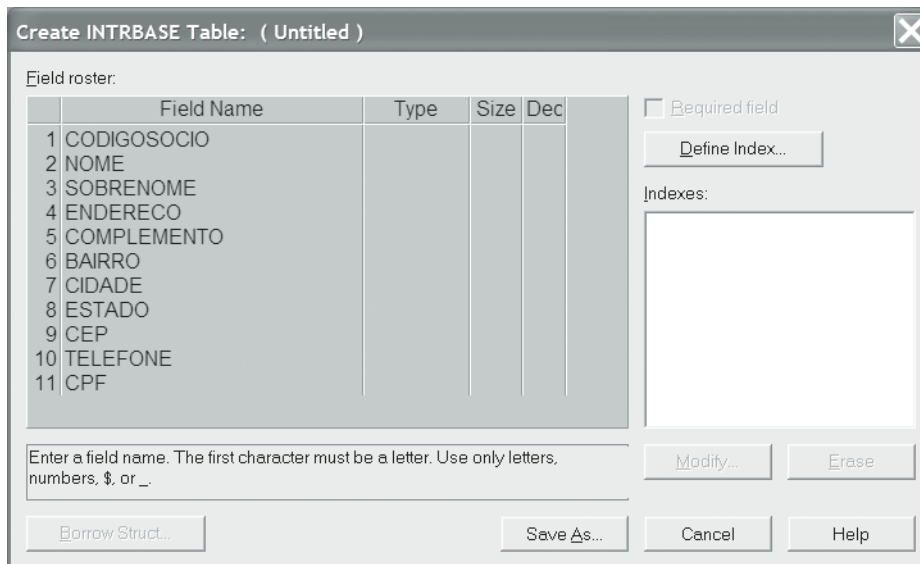 Create INTRBASE Table: ( Untitled )
Field roster:
Field Name Type Size Dec
1 CODIGOSOCIO
2 NOME
3 SOBRENOME
4 ENDERECO
5 COMPLEMENTO
6 BAIRRO
7 CIDADE
8 ESTADO
9 CEP
10 TELEFONE
11 CPF
Required field
Define Index...
Indexes:
Enter a field name. The first character must be a letter. Use only letters,
numbers, $, or _.
Modify...
Erase
Borrow Struct...
Save As...
Cancel
Help